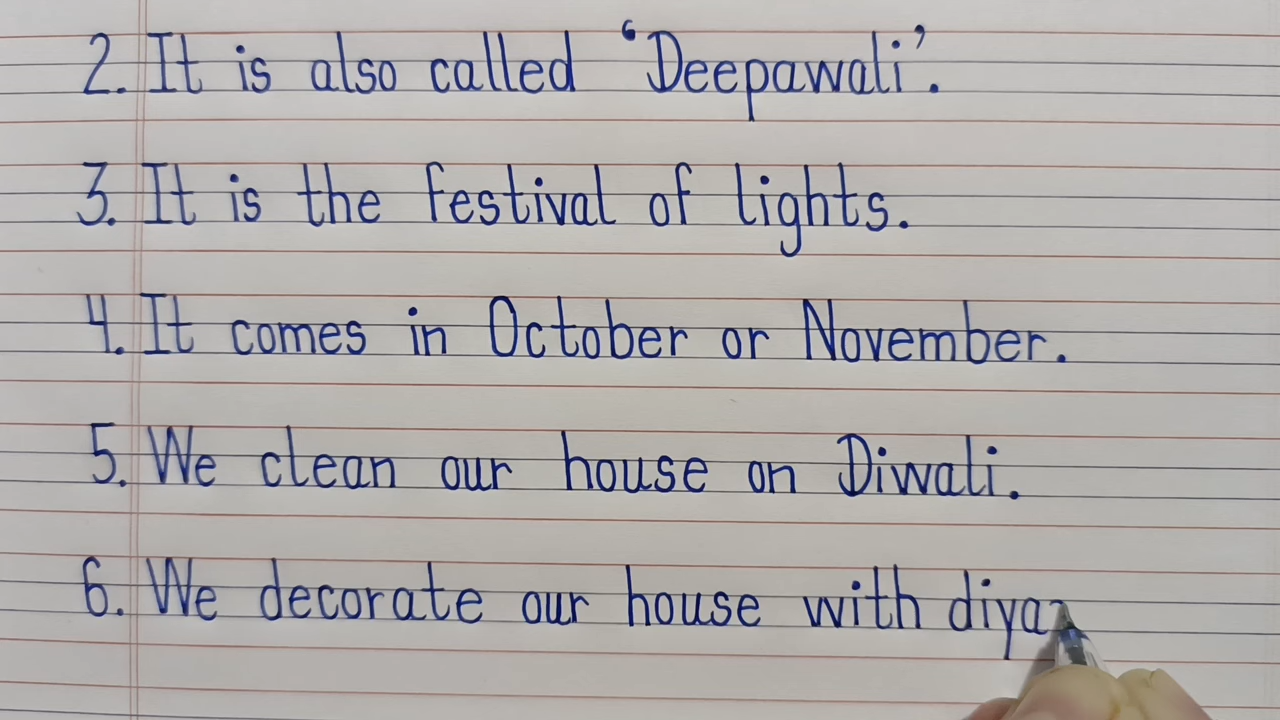 2. It is also called ‘Deepawali’.
3. It is the festival of lights.
4. It comes in October or November.
5. We clean our house on Diwali.
6. We decorate our house with diya